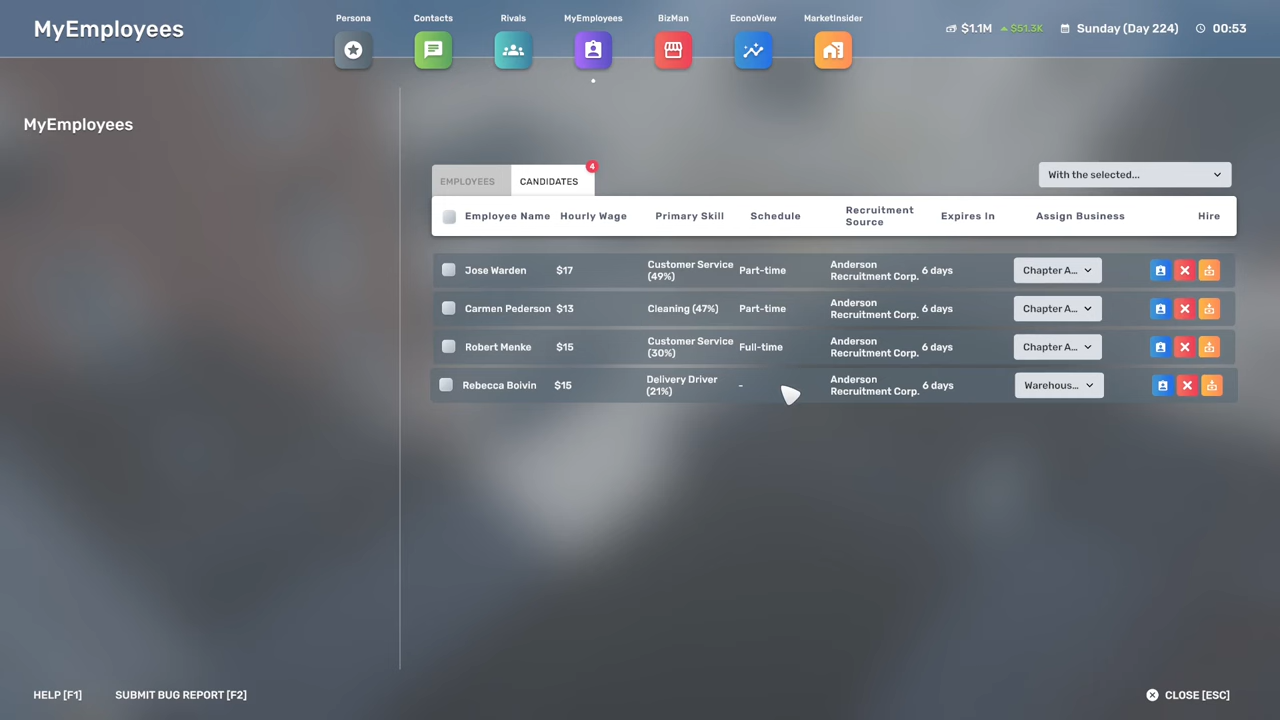 MyEmployees
Persona
Contacts
Rivals
MyEmployees
BizMan
EconoView
MarketInsider
$1.1M
$51.3K
Sunday (Day 224)
00:53
MyEmployees
EMPLOYEES
CANDIDATES
4
With the selected...
Employee Name
Hourly Wage
Primary Skill
Schedule
Recruitment
Source
Expires In
Assign Business
Hire
Jose Warden
$17
Customer Service
(49%)
Part-time
Anderson
Recruitment Corp.
6 days
Chapter A...
Carmen Pederson
$13
Cleaning (47%)
Part-time
Anderson
Recruitment Corp.
6 days
Chapter A...
Robert Menke
$15
Customer Service
(30%)
Full-time
Anderson
Recruitment Corp.
6 days
Chapter A...
Rebecca Boivin
$15
Delivery Driver
(21%)
-
Anderson
Recruitment Corp.
6 days
Warehous...
HELP [F1]
SUBMIT BUG REPORT [F2]
CLOSE [ESC]